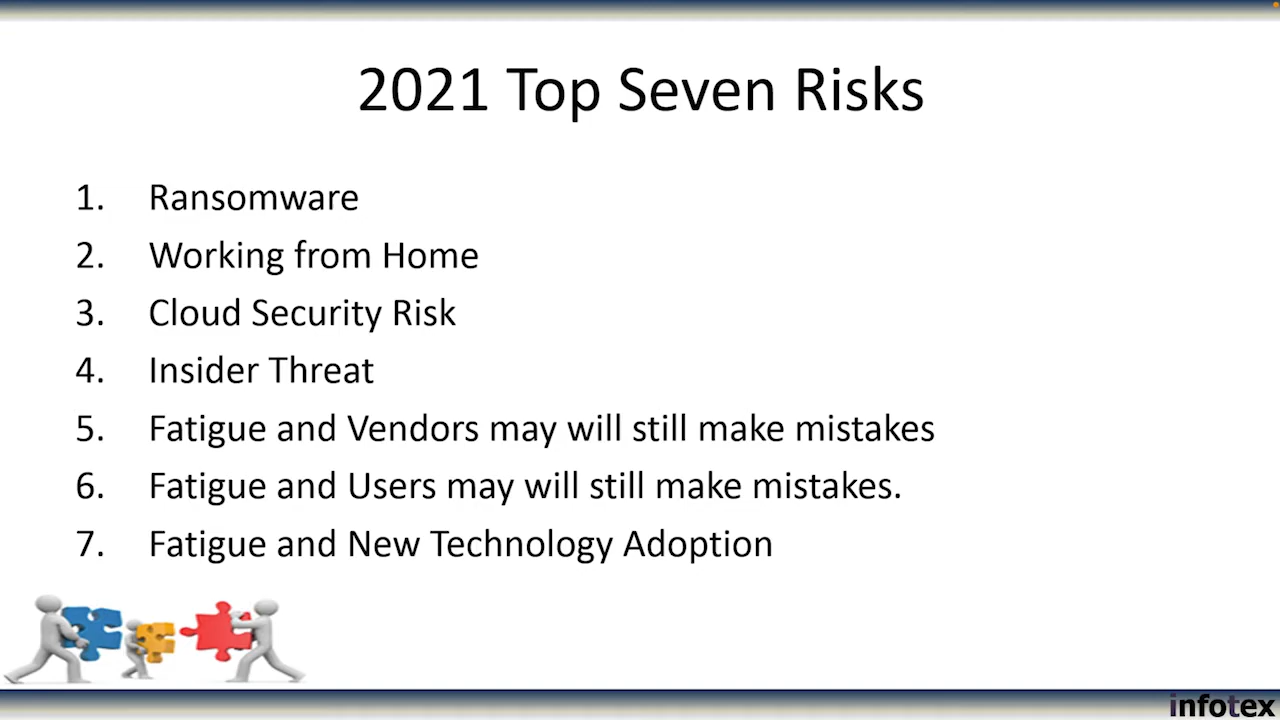 2021 Top Seven Risks
1. Ransomware
2. Working from Home
3. Cloud Security Risk
4. Insider Threat
5. Fatigue and Vendors may will still make mistakes
6. Fatigue and Users may will still make mistakes.
7. Fatigue and New Technology Adoption
infotex